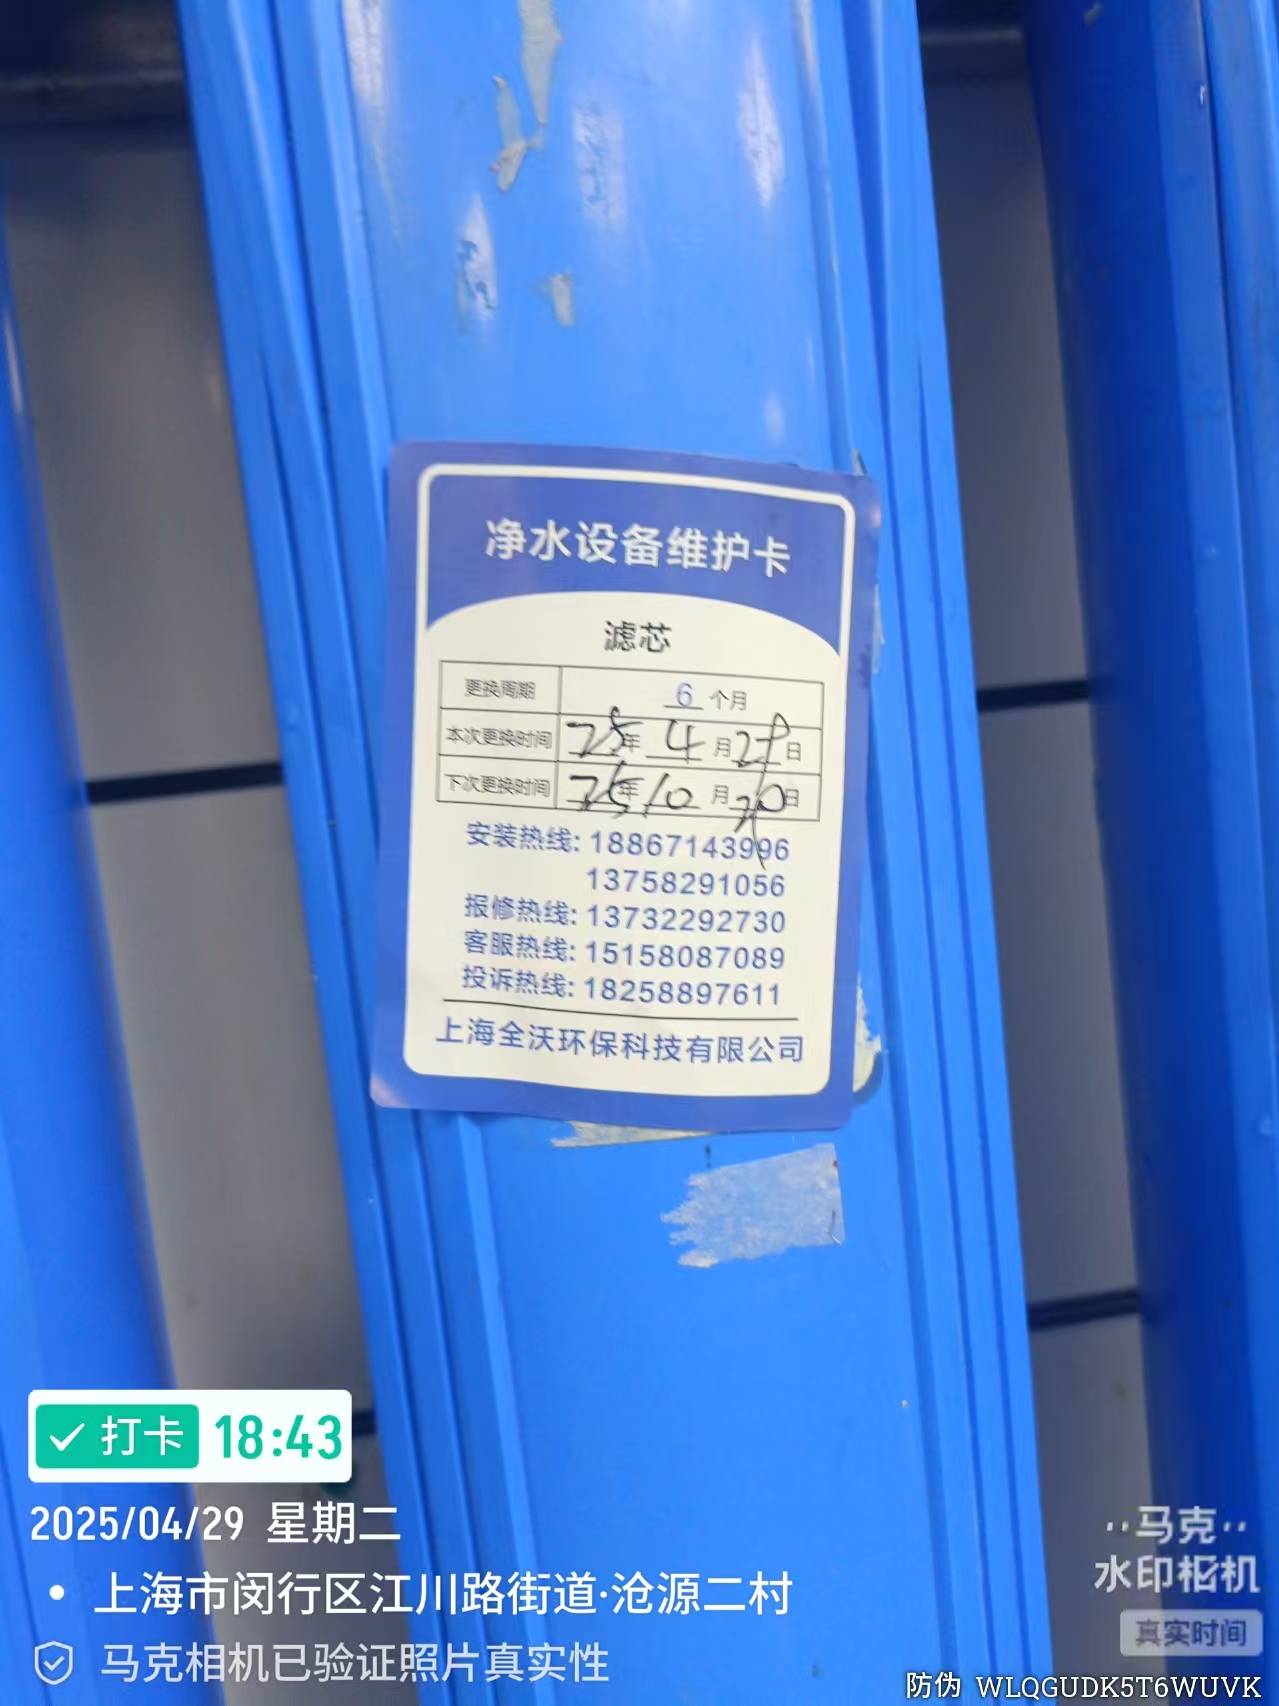 净水设备维护卡
滤芯
更换周期 6 个月
本次更换时间 25年 4 月 29 日
下次更换时间 25年 10 月 日
安装热线: 18867143996
13758291056
报修热线: 13732292730
客服热线: 15158087089
投诉热线: 18258897611
上海全沃环保科技有限公司
打卡 18:43
2025/04/29 星期二
上海市闵行区江川路街道·沧源二村
马克相机已验证照片真实性
马克
水印相机
真实时间
防伪 WLQGUDK5T6WUVK